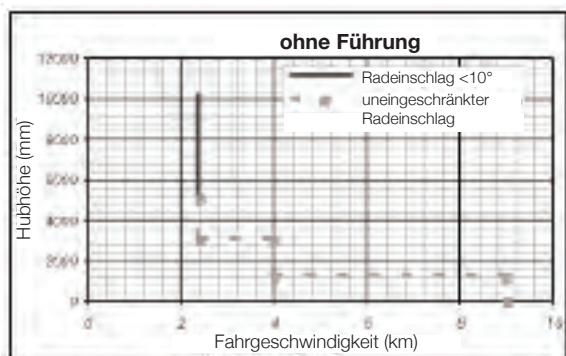 ohne Führung
12000
10000
8000
6000
4000
2000
0
Hubhöhe (mm)
Radeinschlag <10°
uneingeschränkter
Radeinschlag
0 2 4 6 8 10
Fahrgeschwindigkeit (km)